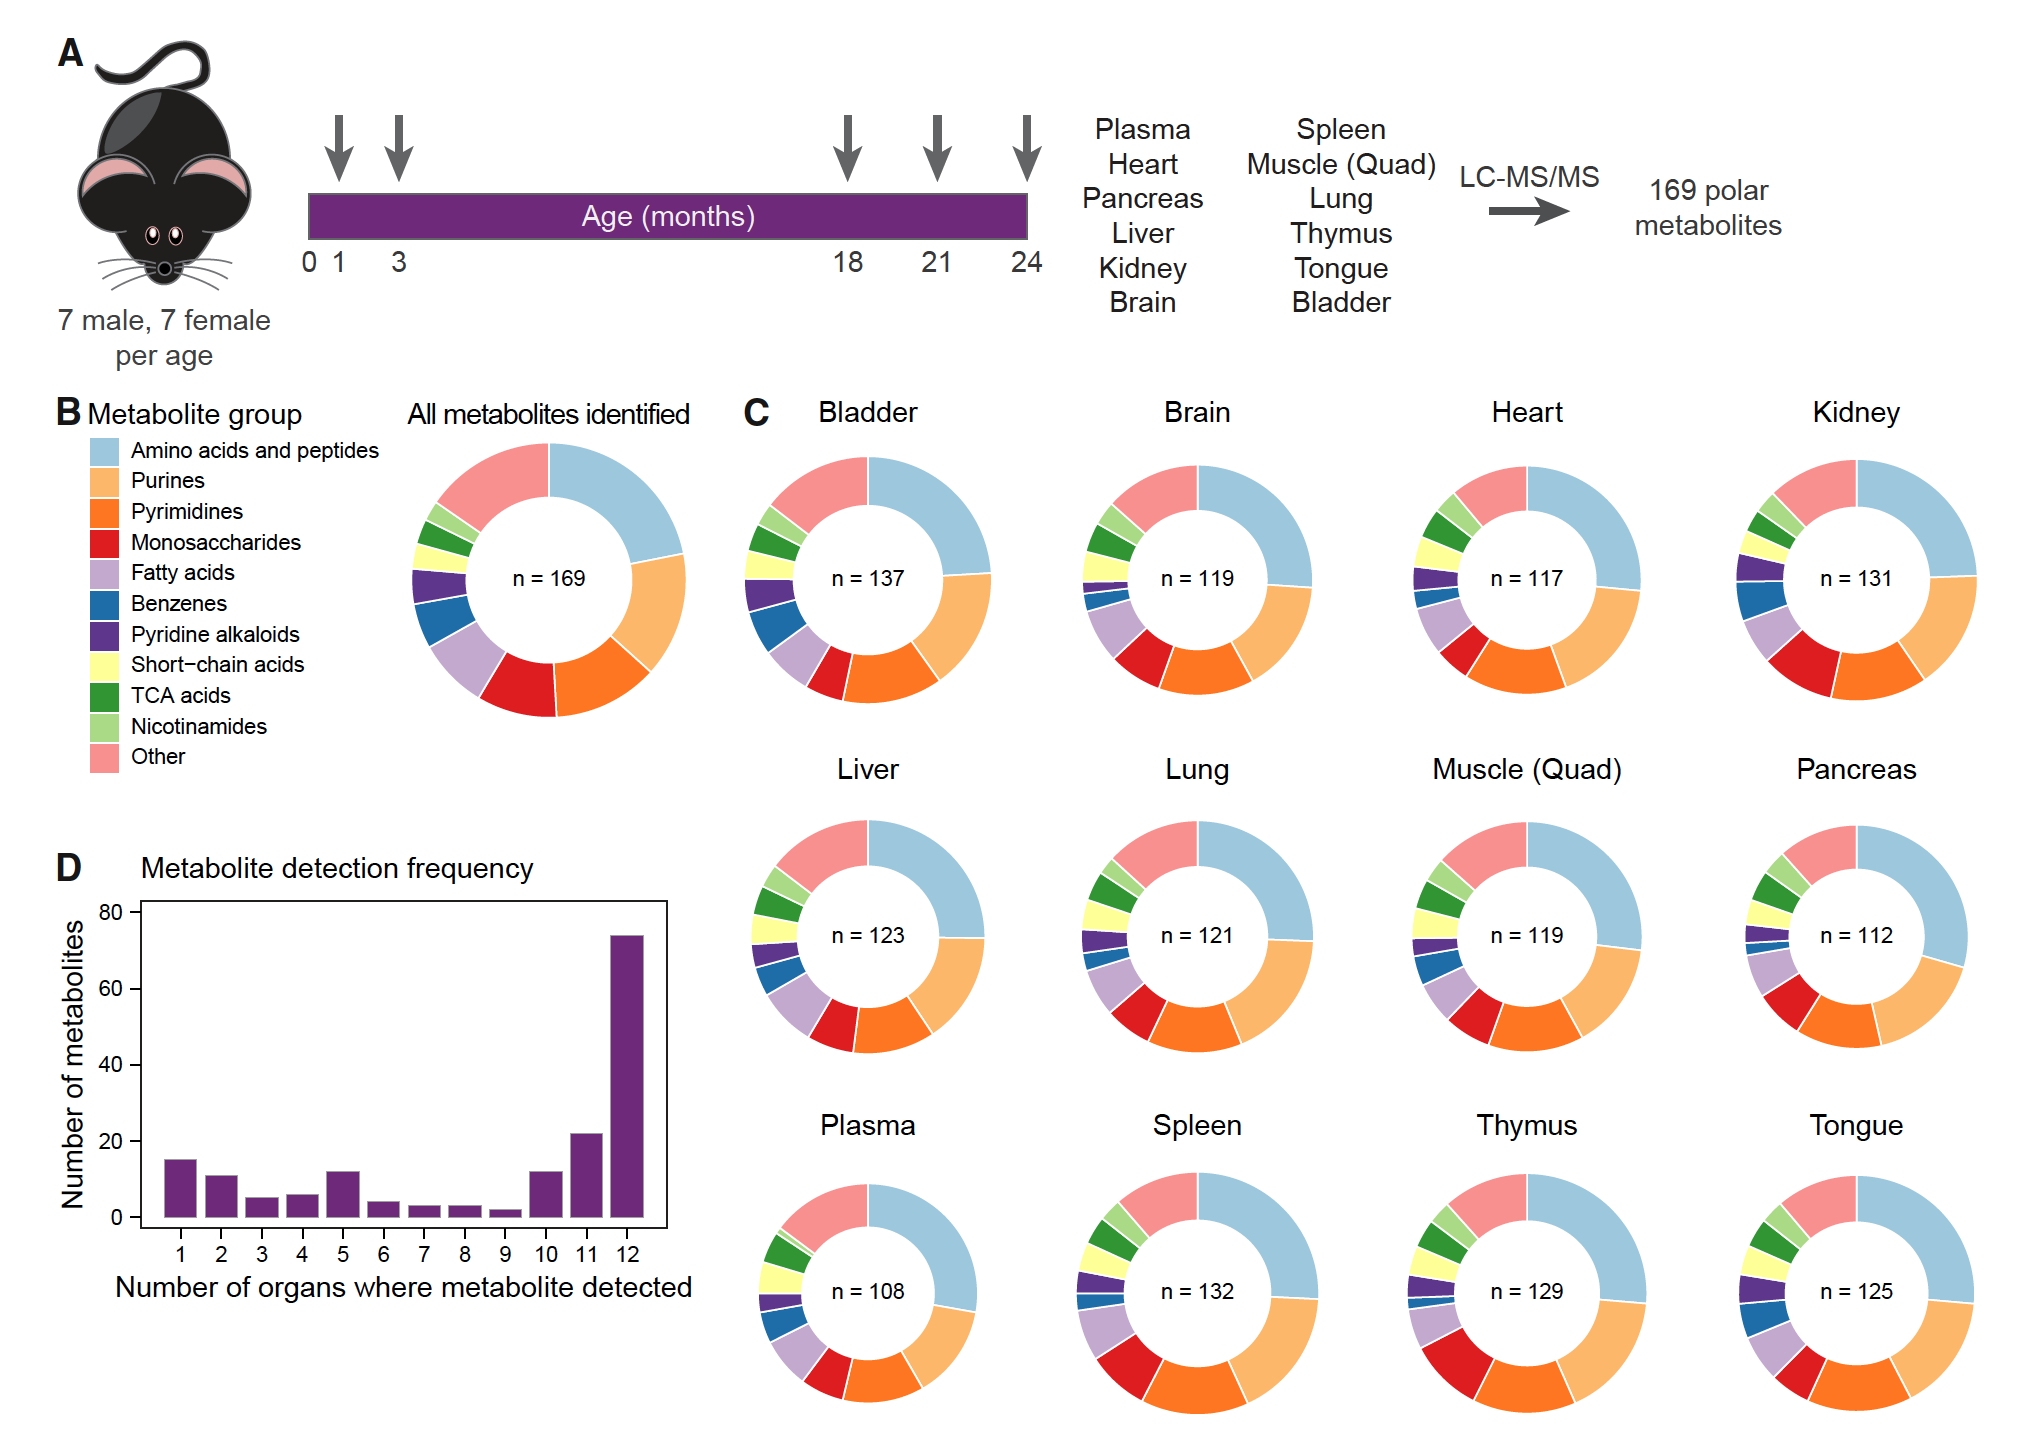 A
7 male, 7 female
per age
Age (months)
0 1 3 18 21 24
Plasma
Heart
Pancreas
Liver
Kidney
Brain
Spleen
Muscle (Quad)
Lung
Thymus
Tongue
Bladder
LC-MS/MS
169 polar
metabolites
B
Metabolite group
Amino acids and peptides
Purines
Pyrimidines
Monosaccharides
Fatty acids
Benzenes
Pyridine alkaloids
Short−chain acids
TCA acids
Nicotinamides
Other
All metabolites identified
n = 169
C
Bladder
n = 137
Brain
n = 119
Heart
n = 117
Kidney
n = 131
Liver
n = 123
Lung
n = 121
Muscle (Quad)
n = 119
Pancreas
n = 112
Plasma
n = 108
Spleen
n = 132
Thymus
n = 129
Tongue
n = 125
D
Metabolite detection frequency
Number of metabolites
80
60
40
20
0
1 2 3 4 5 6 7 8 9 10 11 12
Number of organs where metabolite detected